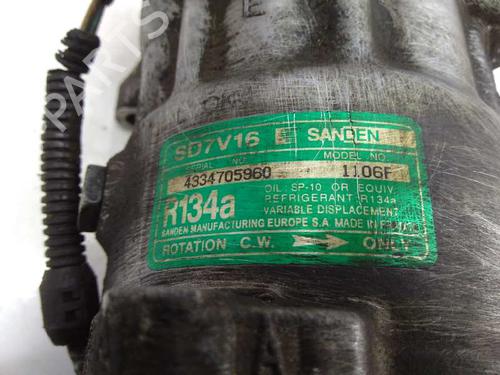 SD7V16 E SANDEN
SERIAL NO. MODEL NO.
4334705960 1106F
R134a
OIL SP-10 OR EQUIV.
REFRIGERANT R134a
VARIABLE DISPLACEMENT
SANDEN MANUFACTURING EUROPE S.A MADE IN FRANCE
ROTATION C.W. → ONLY
PARTS